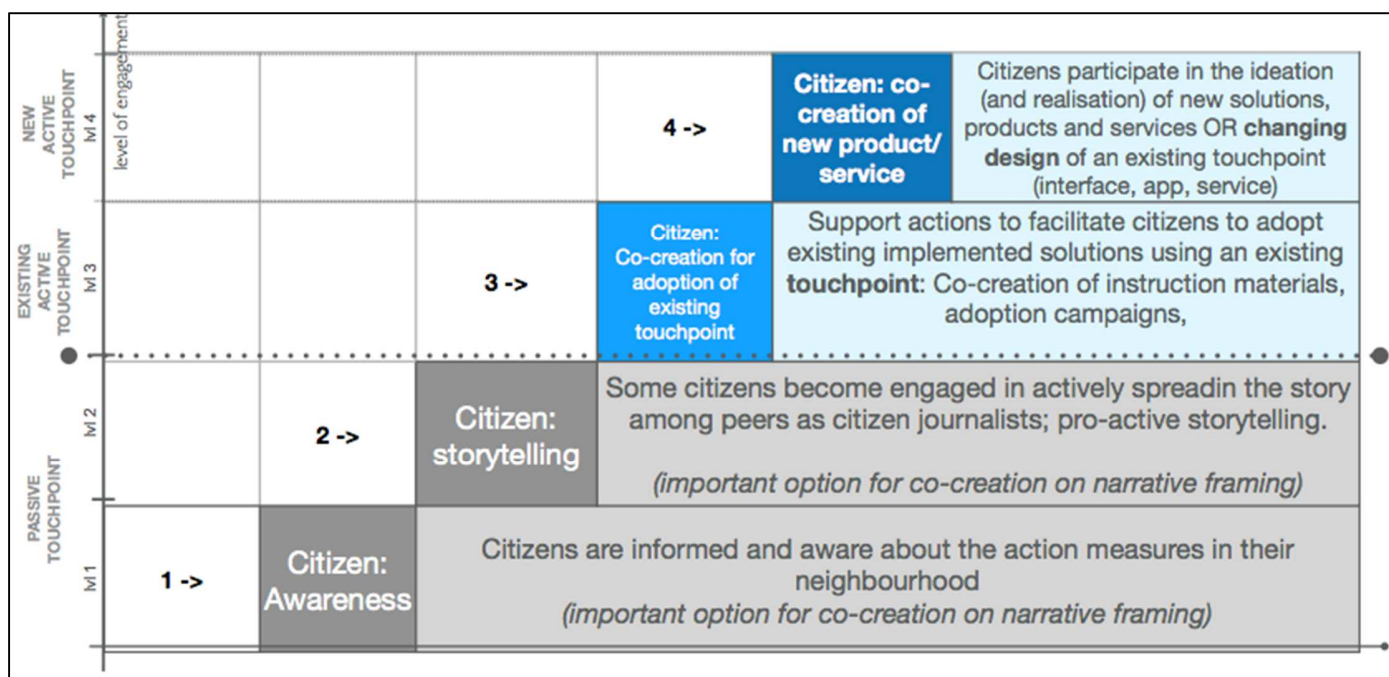 level of engagement
NEW
ACTIVE
TOUCHPOINT
lvl 4
4 ->
Citizen: co-
creation of
new product/
service
Citizens participate in the ideation
(and realisation) of new solutions,
products and services OR changing
design of an existing touchpoint
(interface, app, service)
EXISTING
ACTIVE
TOUCHPOINT
lvl 3
3 ->
Citizen:
Co-creation for
adoption of
existing
touchpoint
Support actions to facilitate citizens to adopt
existing implemented solutions using an existing
touchpoint: Co-creation of instruction materials,
adoption campaigns,
PASSIVE
TOUCHPOINT
lvl 2
2 ->
Citizen:
storytelling
Some citizens become engaged in actively spreadin the story
among peers as citizen journalists; pro-active storytelling.
(important option for co-creation on narrative framing)
lvl 1
1 ->
Citizen:
Awareness
Citizens are informed and aware about the action measures in their
neighbourhood
(important option for co-creation on narrative framing)